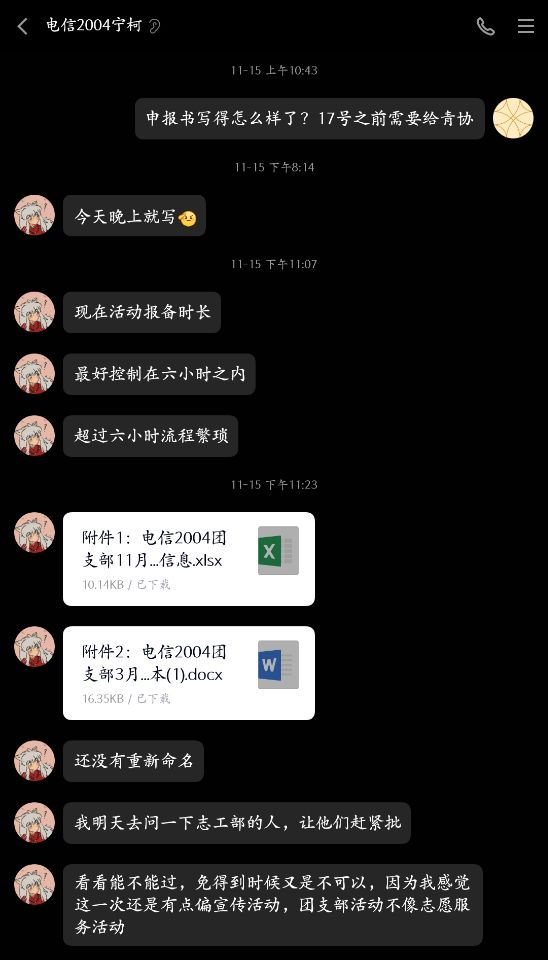 电信2004宁柯
11-15 上午10:43
申报书写得怎么样了？17号之前需要给青协
11-15 下午8:14
今天晚上就写
11-15 下午11:07
现在活动报备时长
最好控制在六小时之内
超过六小时流程繁琐
11-15 下午11:23
附件1：电信2004团
支部11月...信息.xlsx
10.14KB / 已下载
附件2：电信2004团
支部3月...本(1).docx
16.35KB / 已下载
还没有重新命名
我明天去问一下志工部的人，让他们赶紧批
看看能不能过，免得到时候又是不可以，因为我感觉
这一次还是有点偏宣传活动，团支部活动不像志愿服
务活动